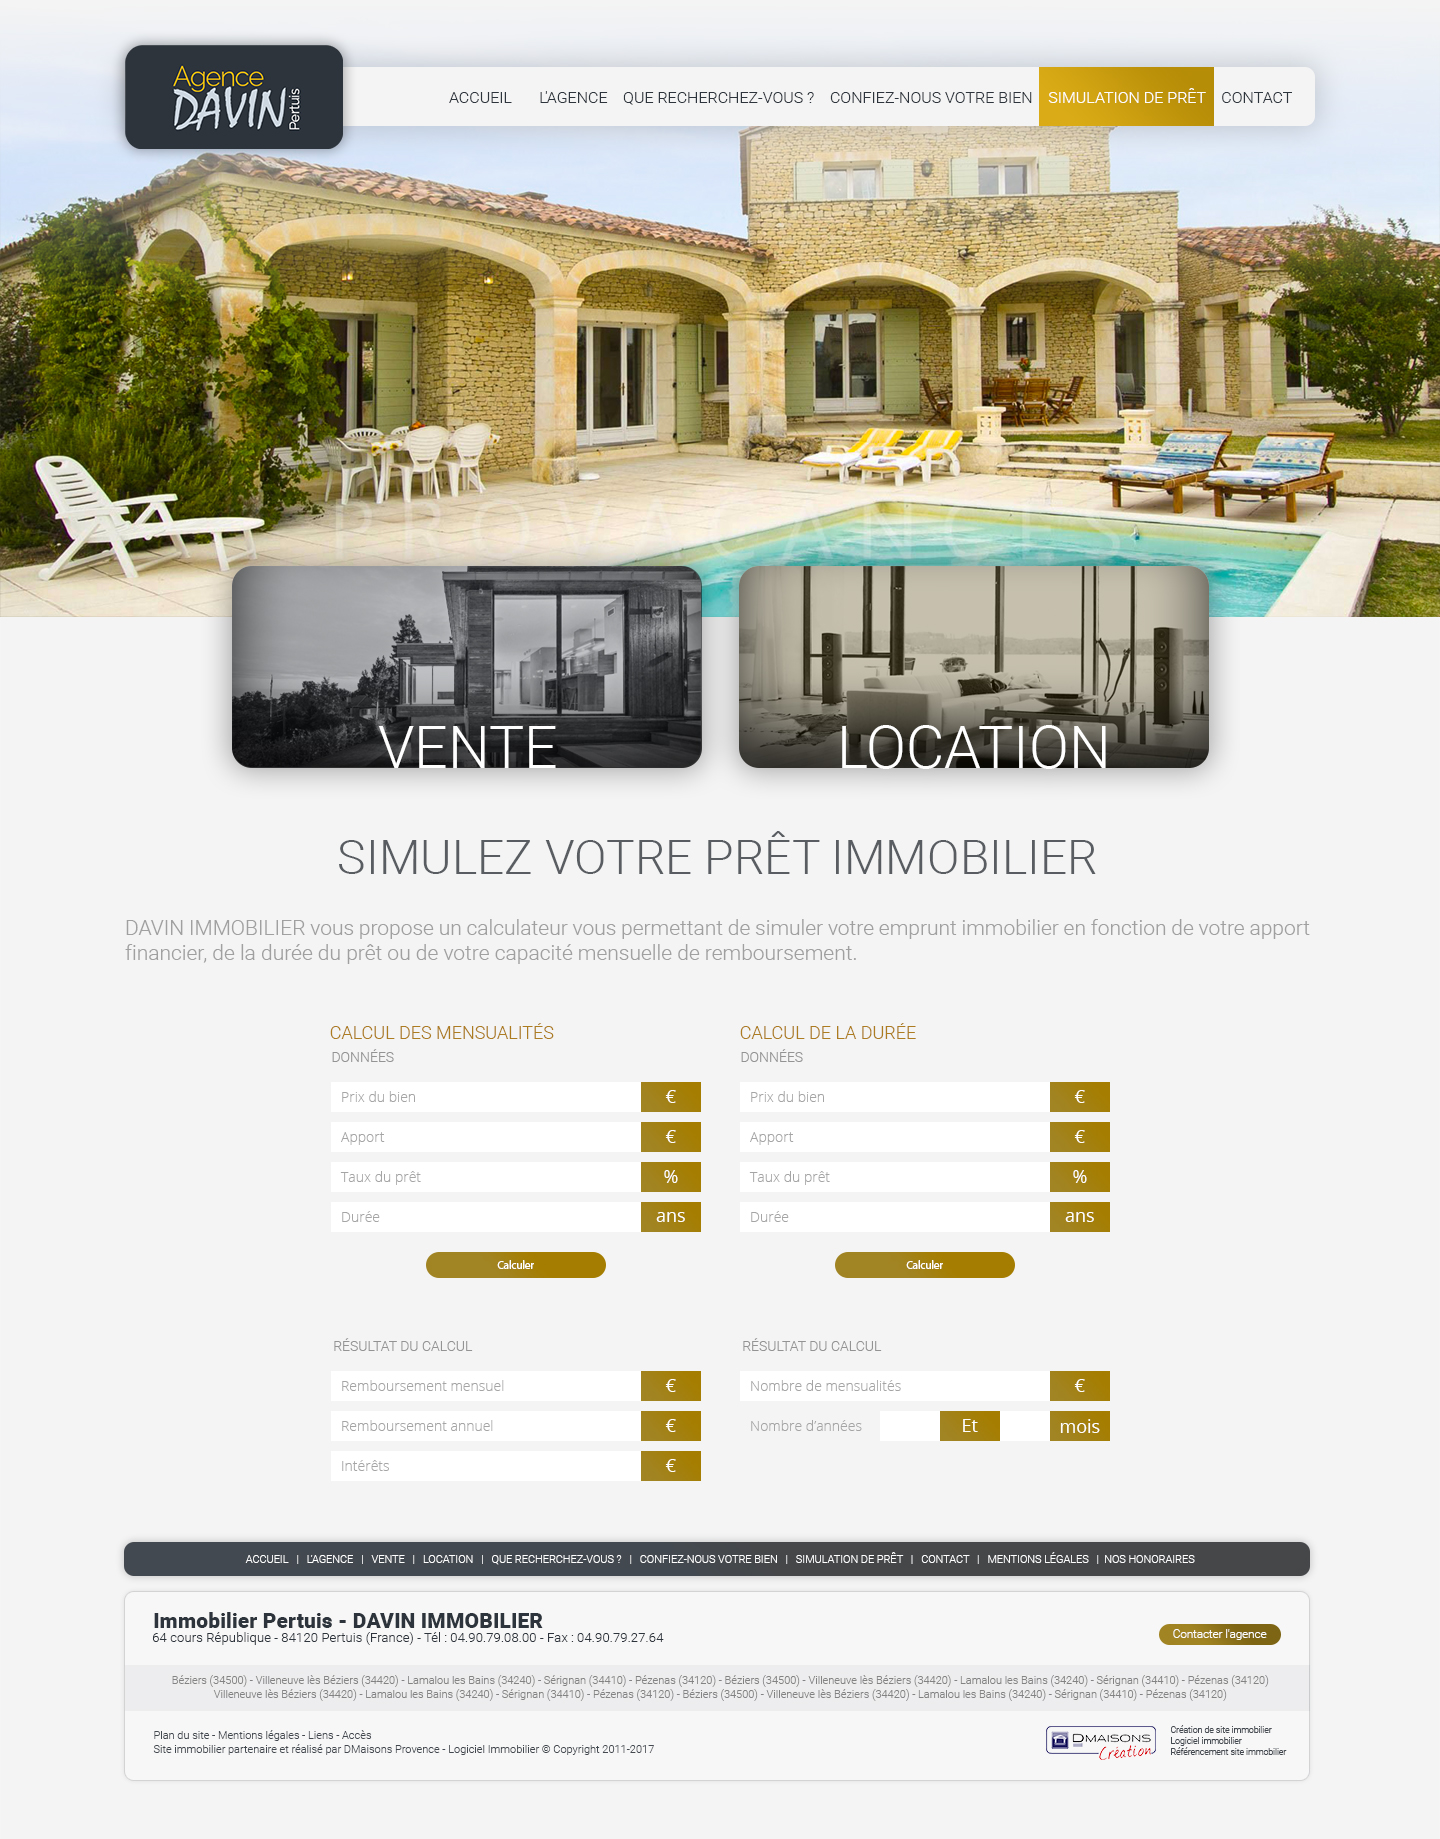 Agence
DAVIN
Pertuis
ACCUEIL L'AGENCE QUE RECHERCHEZ-VOUS ? CONFIEZ-NOUS VOTRE BIEN SIMULATION DE PRÊT CONTACT
PROVACANCES
VENTE
LOCATION
SIMULEZ VOTRE PRÊT IMMOBILIER
DAVIN IMMOBILIER vous propose un calculateur vous permettant de simuler votre emprunt immobilier en fonction de votre apport
financier, de la durée du prêt ou de votre capacité mensuelle de remboursement.
CALCUL DES MENSUALITÉS
DONNÉES
Prix du bien €
Apport €
Taux du prêt %
Durée ans
Calculer
RÉSULTAT DU CALCUL
Remboursement mensuel €
Remboursement annuel €
Intérêts €
CALCUL DE LA DURÉE
DONNÉES
Prix du bien €
Apport €
Taux du prêt %
Durée ans
Calculer
RÉSULTAT DU CALCUL
Nombre de mensualités €
Nombre d'années Et mois
ACCUEIL | L'AGENCE | VENTE | LOCATION | QUE RECHERCHEZ-VOUS ? | CONFIEZ-NOUS VOTRE BIEN | SIMULATION DE PRÊT | CONTACT | MENTIONS LÉGALES | NOS HONORAIRES
Immobilier Pertuis - DAVIN IMMOBILIER
64 cours République - 84120 Pertuis (France) - Tél : 04.90.79.08.00 - Fax : 04.90.79.27.64
Contacter l'agence
Béziers (34500) - Villeneuve lès Béziers (34420) - Lamalou les Bains (34240) - Sérignan (34410) - Pézenas (34120) - Béziers (34500) - Villeneuve lès Béziers (34420) - Lamalou les Bains (34240) - Sérignan (34410) - Pézenas (34120)
Villeneuve lès Béziers (34420) - Lamalou les Bains (34240) - Sérignan (34410) - Pézenas (34120) - Béziers (34500) - Villeneuve lès Béziers (34420) - Lamalou les Bains (34240) - Sérignan (34410) - Pézenas (34120)
Plan du site - Mentions légales - Liens - Accès
Site immobilier partenaire et réalisé par DMaisons Provence - Logiciel Immobilier © Copyright 2011-2017
DMAISONS
Création
Création de site immobilier
Logiciel immobilier
Référencement site immobilier